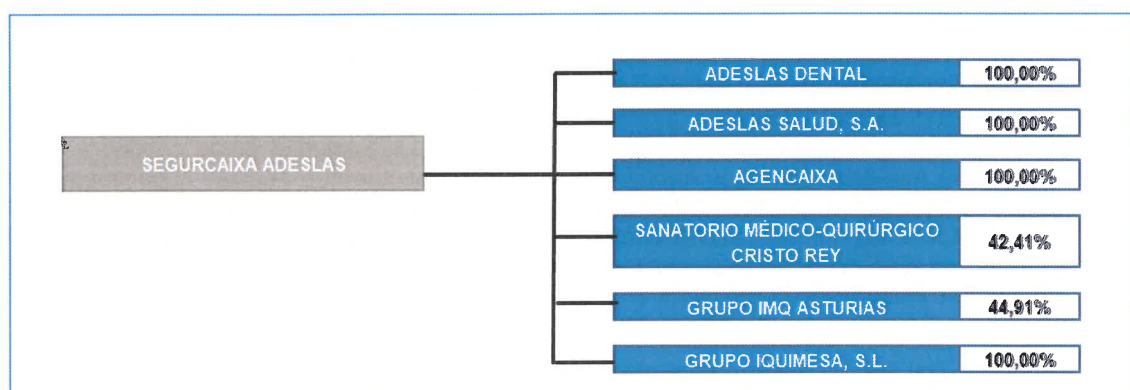 ADESLAS DENTAL 100,00%
ADESLAS SALUD, S.A. 100,00%
SEGURCAIXA ADESLAS
AGENCAIXA 100,00%
SANATORIO MÉDICO-QUIRÚRGICO
CRISTO REY 42,41%
GRUPO IMQ ASTURIAS 44,91%
GRUPO IQUIMESA, S.L. 100,00%